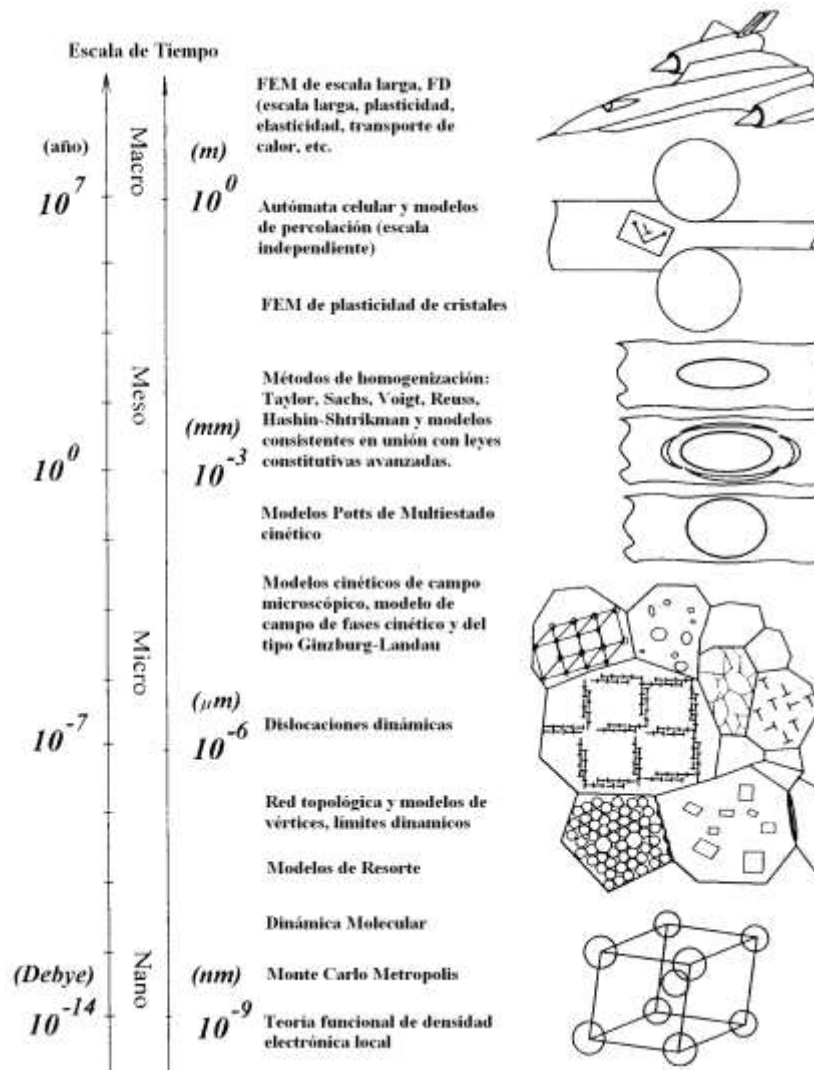 Escala de Tiempo
FEM de escala larga, FD
(escala larga, plasticidad,
elasticidad, transporte de
calor, etc.
(año)
Macro
(m)
10^7
10^0
Autómata celular y modelos
de percolación (escala
independiente)
FEM de plasticidad de cristales
Meso
Métodos de homogenización:
Taylor, Sachs, Voigt, Reuss,
Hashin-Shtrikman y modelos
consistentes en unión con leyes
constitutivas avanzadas.
(mm)
10^0
10^-3
Modelos Potts de Multiestado
cinético
Modelos cinéticos de campo
microscópico, modelo de
campo de fases cinético y del
tipo Ginzburg-Landau
Micro
(µm)
10^-7
10^-6
Dislocaciones dinámicas
Red topológica y modelos de
vértices, límites dinamicos
Modelos de Resorte
Dinámica Molecular
(Debye)
Nano
(nm)
Monte Carlo Metropolis
10^-14
10^-9
Teoría funcional de densidad
electrónica local